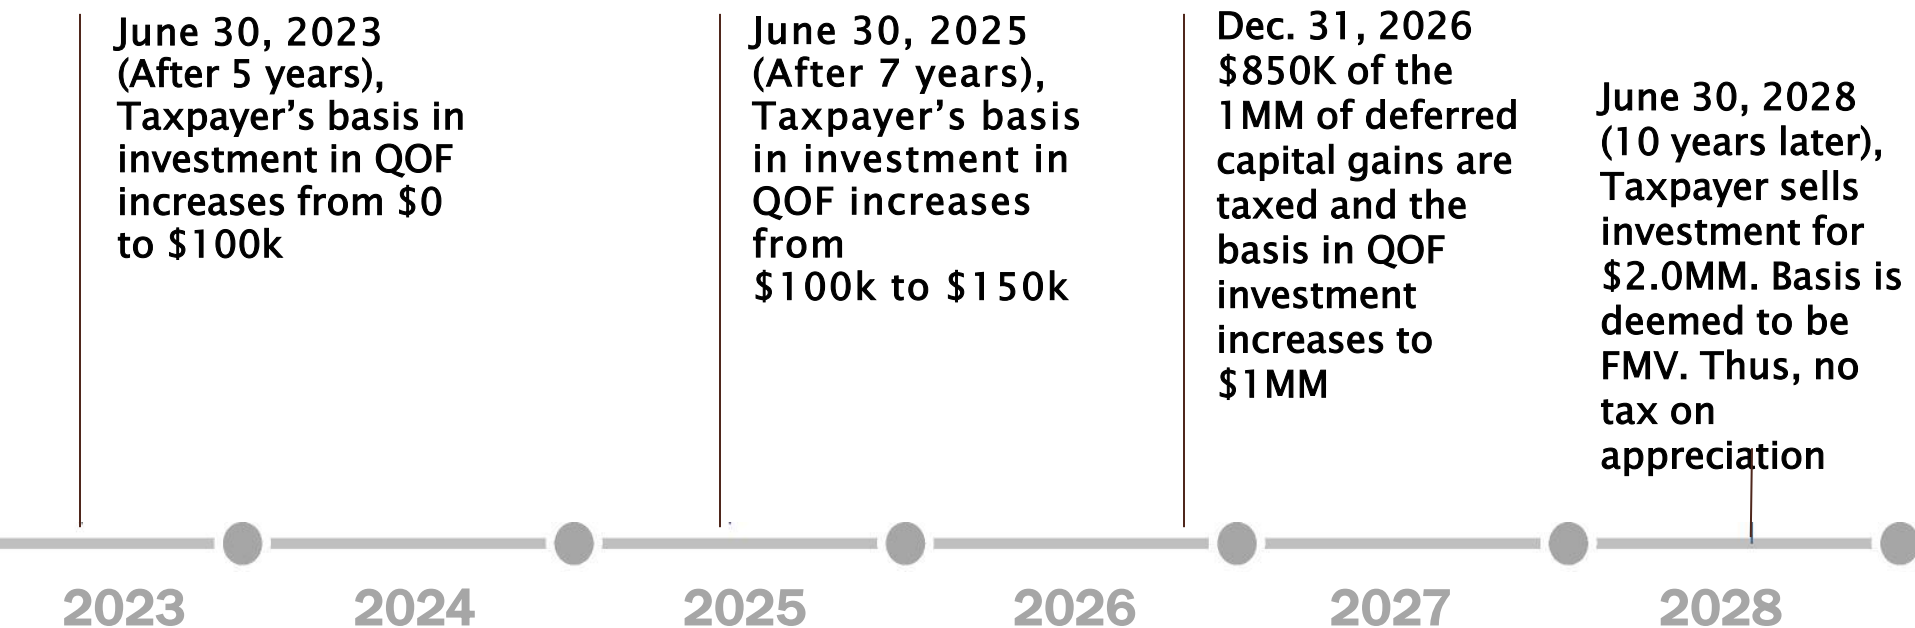 June 30, 2023
(After 5 years),
Taxpayer’s basis in
investment in QOF
increases from $0
to $100k
June 30, 2025
(After 7 years),
Taxpayer’s basis
in investment in
QOF increases
from
$100k to $150k
Dec. 31, 2026
$850K of the
1MM of deferred
capital gains are
taxed and the
basis in QOF
investment
increases to
$1MM
June 30, 2028
(10 years later),
Taxpayer sells
investment for
$2.0MM. Basis is
deemed to be
FMV. Thus, no
tax on
appreciation
2023 2024 2025 2026 2027 2028